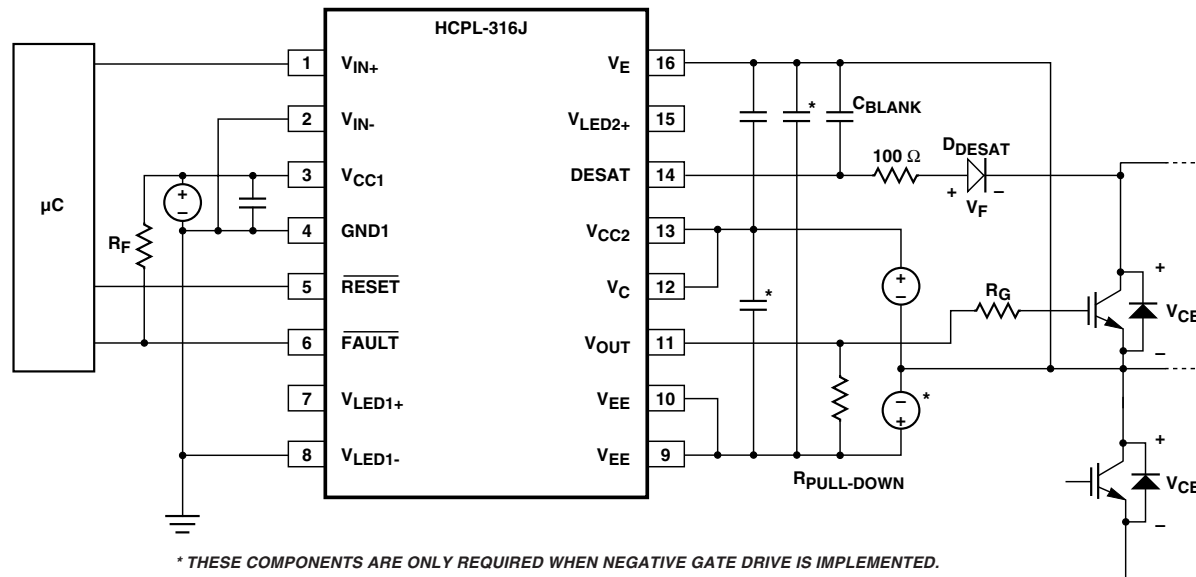 HCPL-316J
µC
1 VIN+
2 VIN-
3 VCC1
4 GND1
5 RESET
6 FAULT
7 VLED1+
8 VLED1-
VE 16
VLED2+ 15
DESAT 14
VCC2 13
VC 12
VOUT 11
VEE 10
VEE 9
RF
+
−
*
CBLANK
100 Ω
DDESAT
+ VF −
*
+
−
RG
−
+
*
RPULL-DOWN
+
VCE
−
+
VCE
−
* THESE COMPONENTS ARE ONLY REQUIRED WHEN NEGATIVE GATE DRIVE IS IMPLEMENTED.